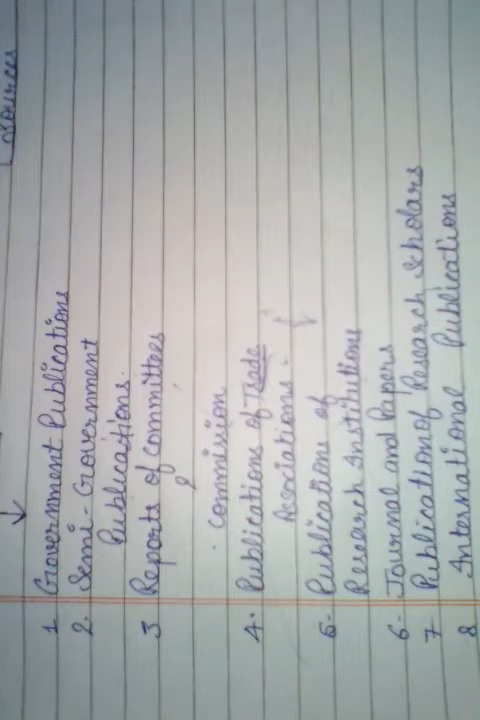 Sources
1 Government Publications
2. Semi-Government
Publications.
3 Reports of committees
&
Commission
4. Publications of Trade
Associations.
5. Publication of
Research institutions
6. Journal and Papers
7 Publication of Research scholars
8 International Publications